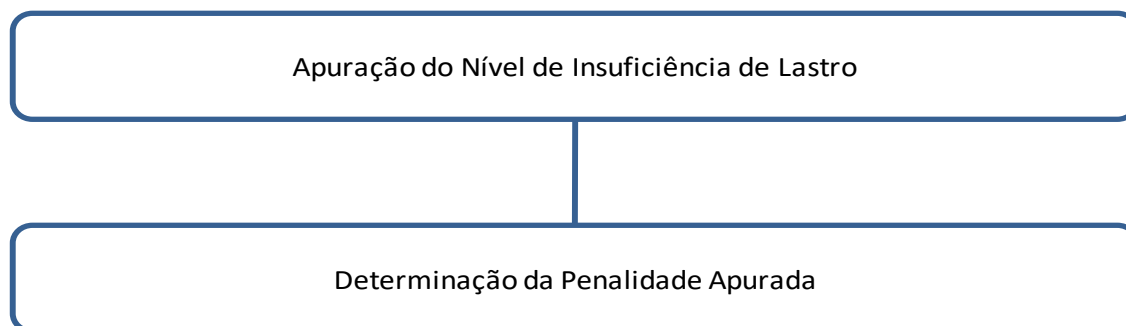 Apuração do Nível de Insuficiência de Lastro
Determinação da Penalidade Apurada